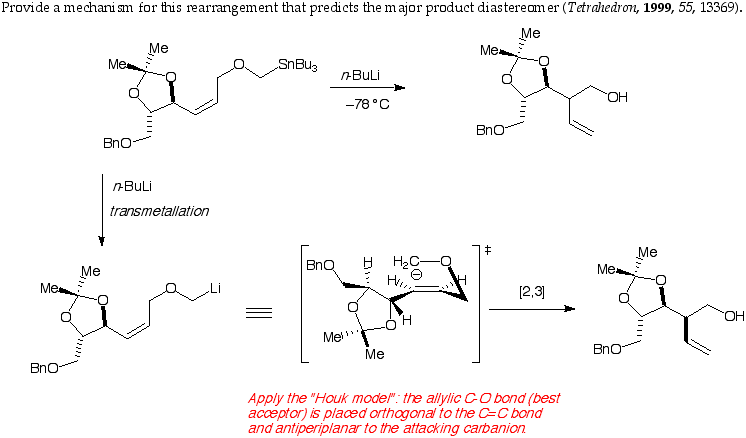 Provide a mechanism for this rearrangement that predicts the major product diastereomer (Tetrahedron, 1999, 55, 13369).
Me
Me
O
O
O
SnBu3
BnO
n-BuLi
–78 °C
Me
Me
O
O
OH
BnO
n-BuLi
transmetallation
Me
Me
O
O
O
Li
BnO
BnO
H
H2C
O
⊖
H
H
O
O
H
Me
Me
‡
[2,3]
Me
Me
O
O
OH
BnO
Apply the "Houk model": the allylic C-O bond (best
acceptor) is placed orthogonal to the C=C bond
and antiperiplanar to the attacking carbanion.